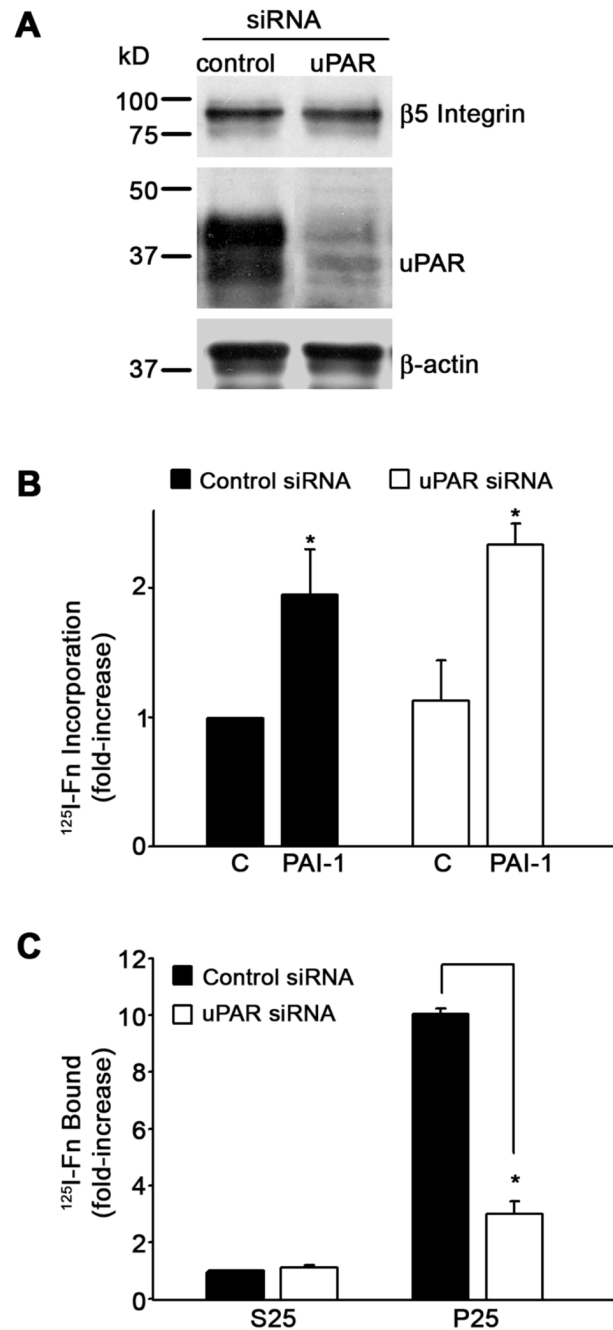 A
siRNA
kD
control uPAR
100
75
β5 Integrin
50
37
uPAR
37
β-actin
B
Control siRNA uPAR siRNA
¹²⁵I-Fn Incorporation
(fold-increase)
2
1
0
* *
C PAI-1 C PAI-1
C
Control siRNA
uPAR siRNA
¹²⁵I-Fn Bound
(fold-increase)
12
10
8
6
4
2
0
*
S25 P25